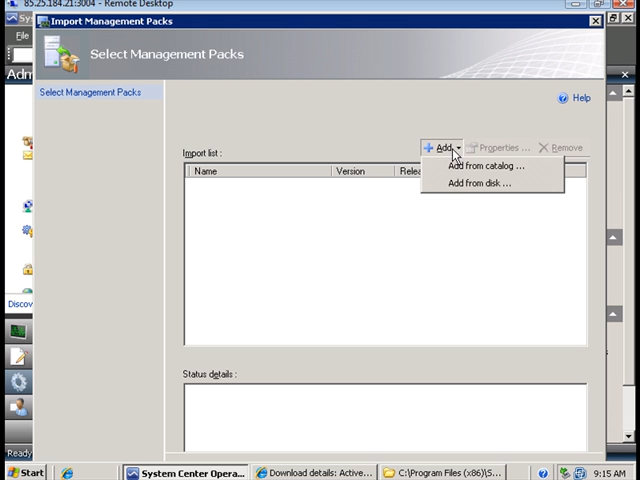 85.25.184.21:3004 - Remote Desktop
Import Management Packs
File
Adm
Select Management Packs
Select Management Packs
Help
Add
Properties ...
Remove
Import list :
Add from catalog ...
Add from disk ...
Name
Version
Relea
Discov
Status details :
Ready
Start
System Center Opera...
Download details: Active...
C:\Program Files (x86)\S...
9:15 AM